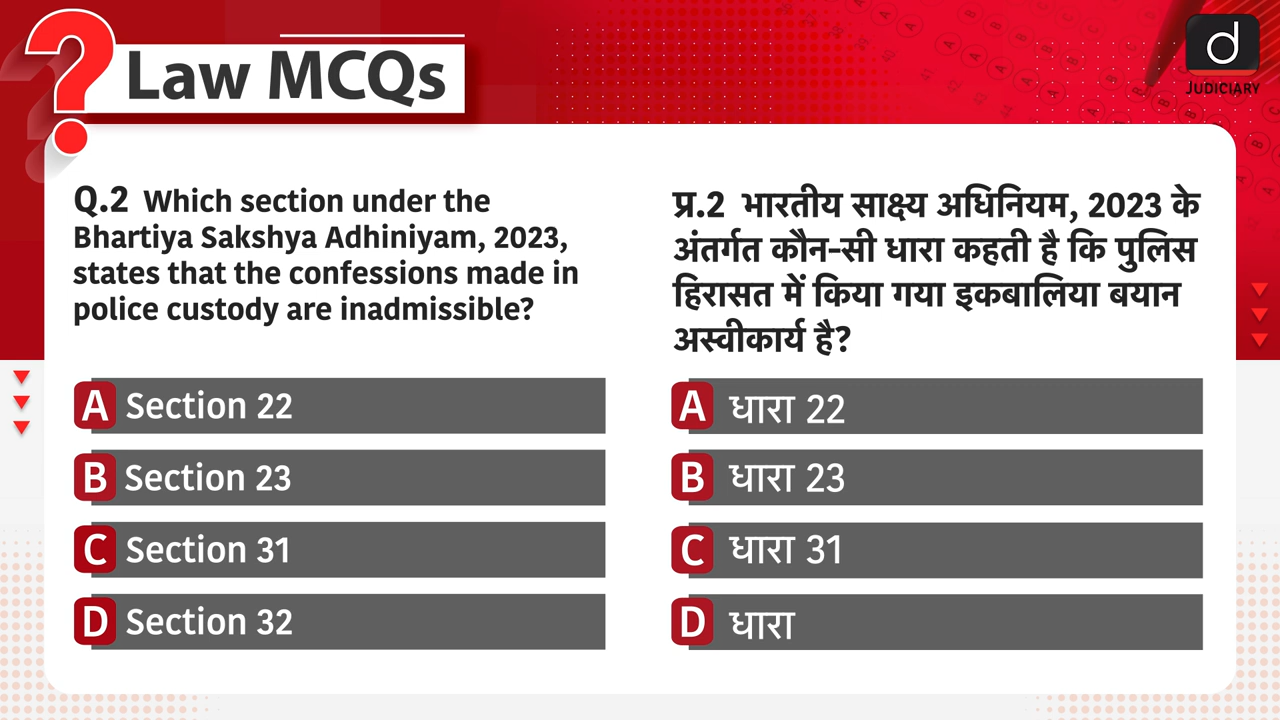 ?
Law MCQs
d
JUDICIARY
Q.2 Which section under the
Bhartiya Sakshya Adhiniyam, 2023,
states that the confessions made in
police custody are inadmissible?
A Section 22
B Section 23
C Section 31
D Section 32
प्र.2 भारतीय साक्ष्य अधिनियम, 2023 के
अंतर्गत कौन-सी धारा कहती है कि पुलिस
हिरासत में किया गया इकबालिया बयान
अस्वीकार्य है?
A धारा 22
B धारा 23
C धारा 31
D धारा